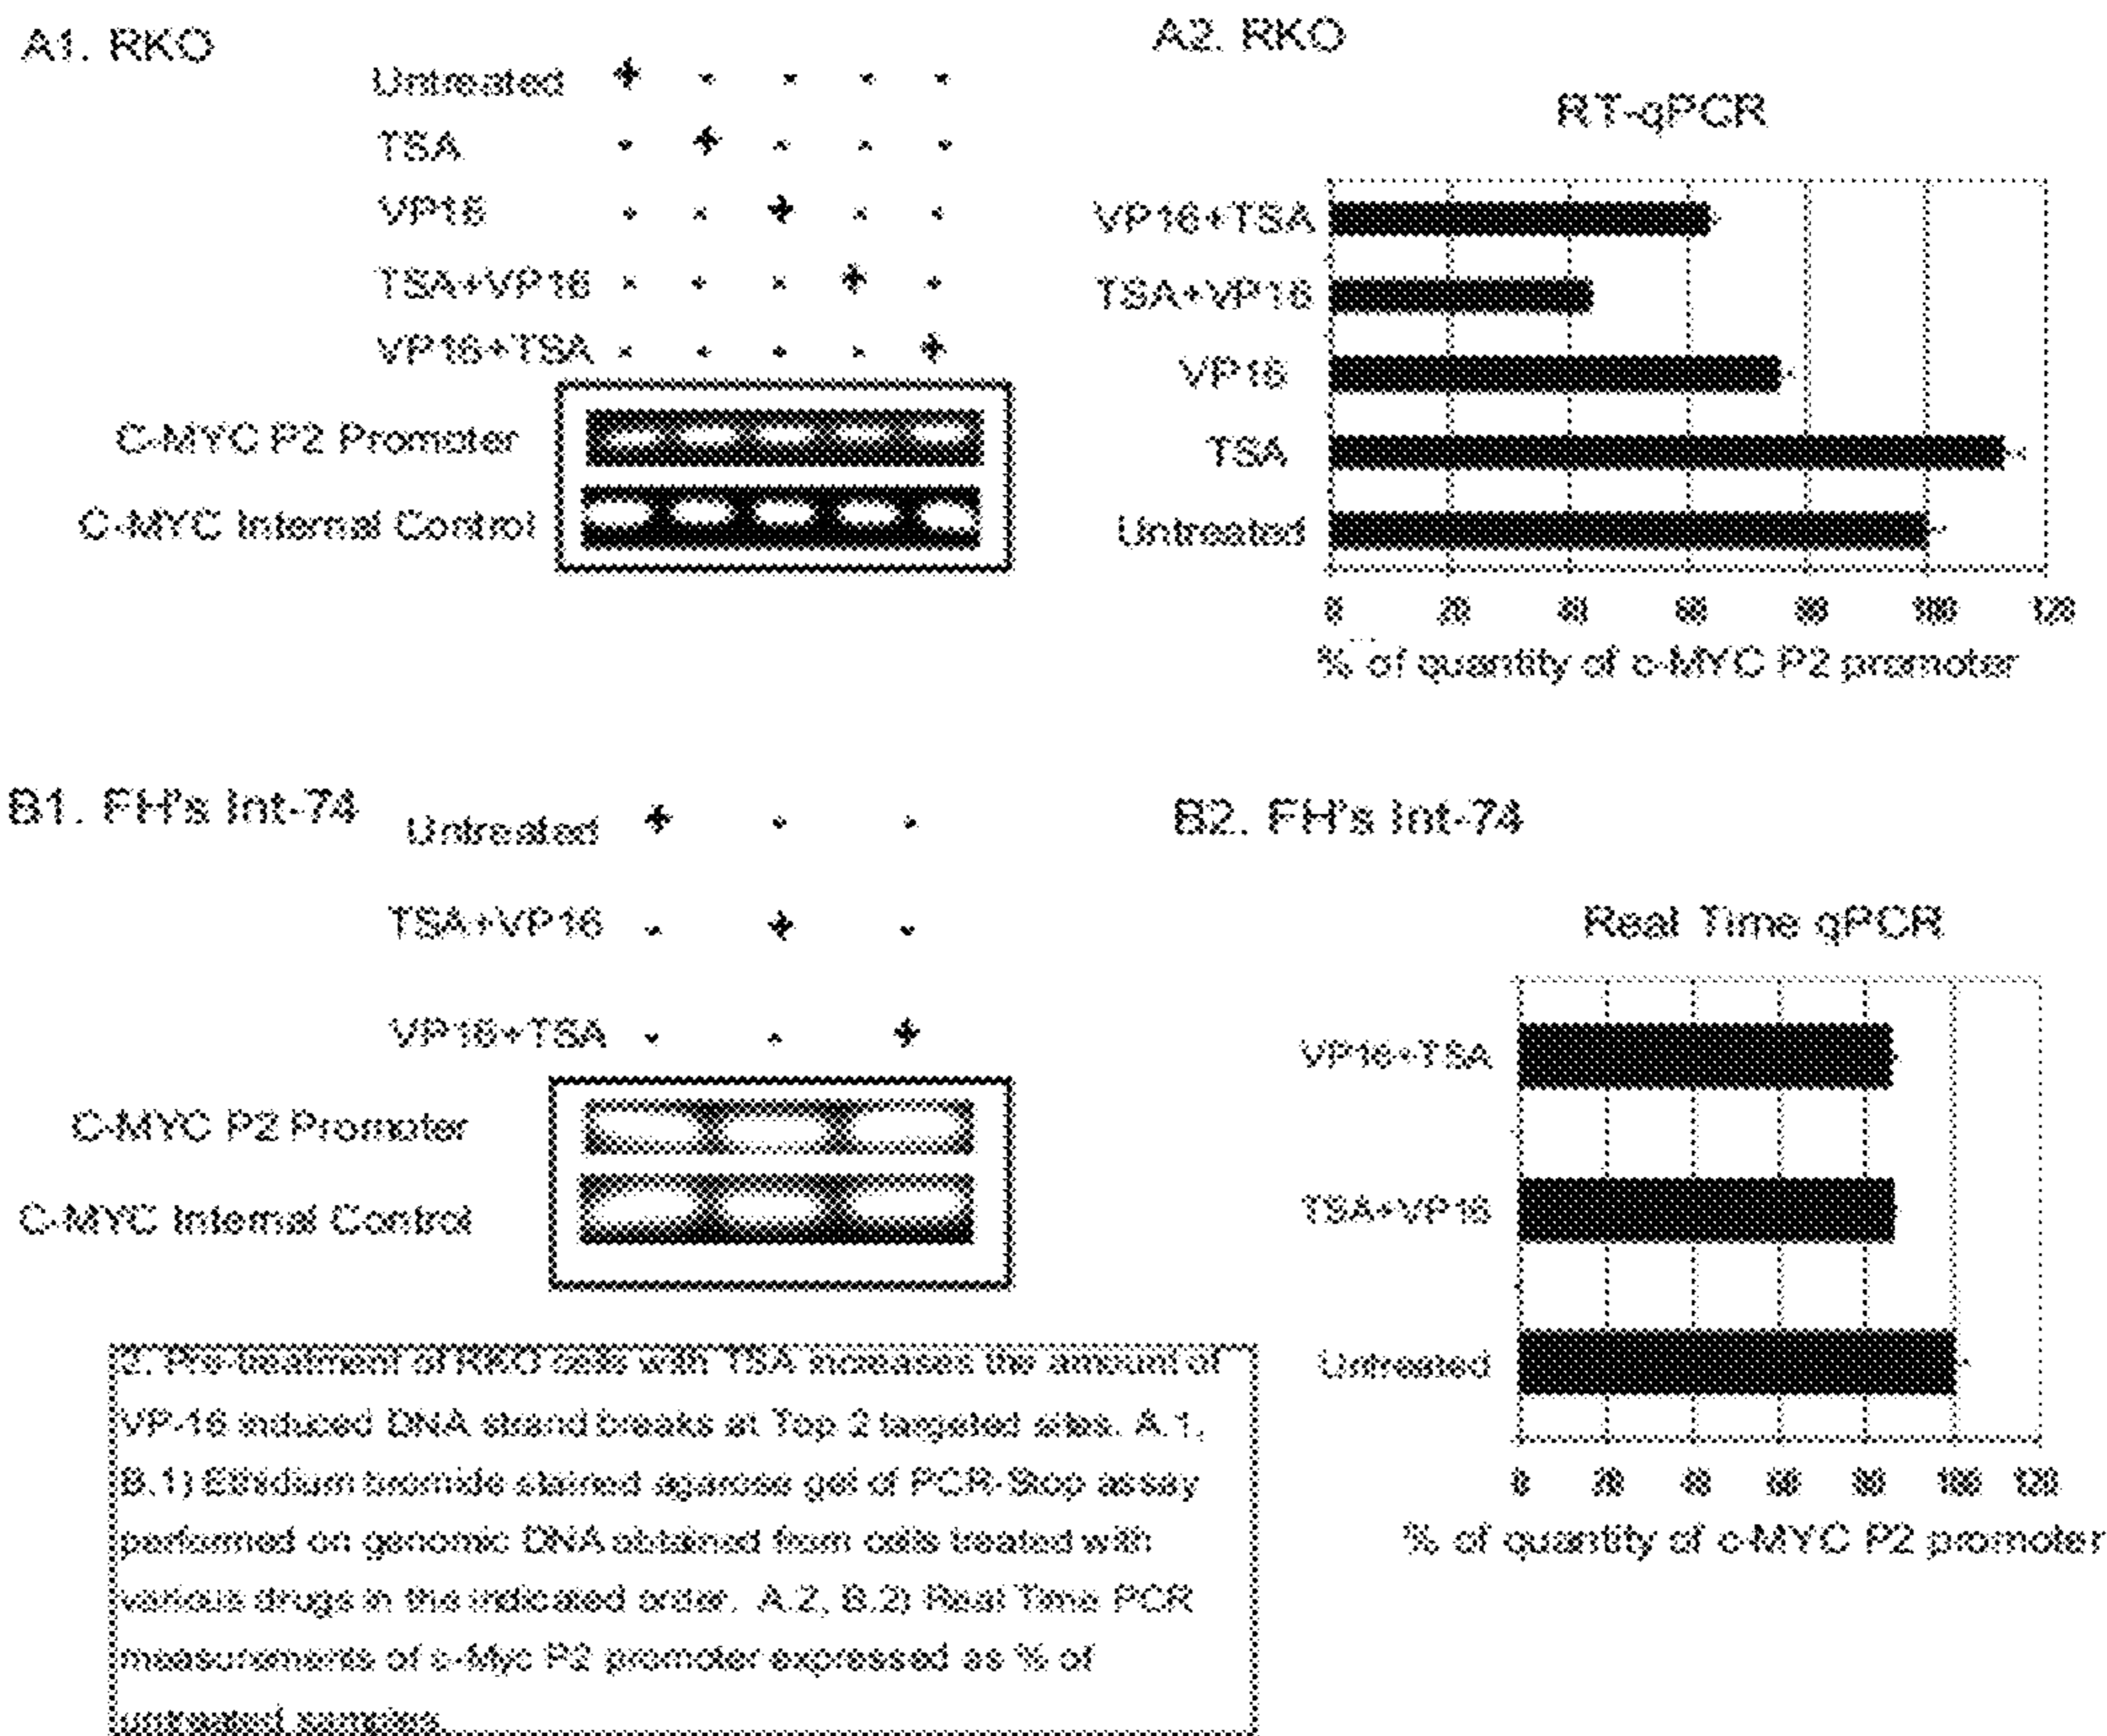 A1. RKO
Untreated + - - - -
TSA - + - - -
VP16 - - + - -
TSA+VP16 - - - + -
VP16+TSA - - - - +
C-MYC P2 Promoter
C-MYC Internal Control
A2. RKO
RT-qPCR
VP16+TSA
TSA+VP16
VP16
TSA
Untreated
0 20 40 60 80 100 120
% of quantity of c-MYC P2 promoter
B1. FH's Int-74
Untreated + - -
TSA+VP16 - + -
VP16+TSA - - +
C-MYC P2 Promoter
C-MYC Internal Control
B2. FH's Int-74
Real Time qPCR
VP16+TSA
TSA+VP16
Untreated
0 20 40 60 80 100 120
% of quantity of c-MYC P2 promoter
2. Pre-treatment of RKO cells with TSA increases the amount of
VP-16 induced DNA strand breaks at Top 2 targeted sites. A.1,
B.1) Ethidium bromide stained agarose gel of PCR-Stop assay
performed on genomic DNA obtained from cells treated with
various drugs in the indicated order. A.2, B.2) Real Time PCR
measurements of c-Myc P2 promoter expressed as % of
untreated samples.